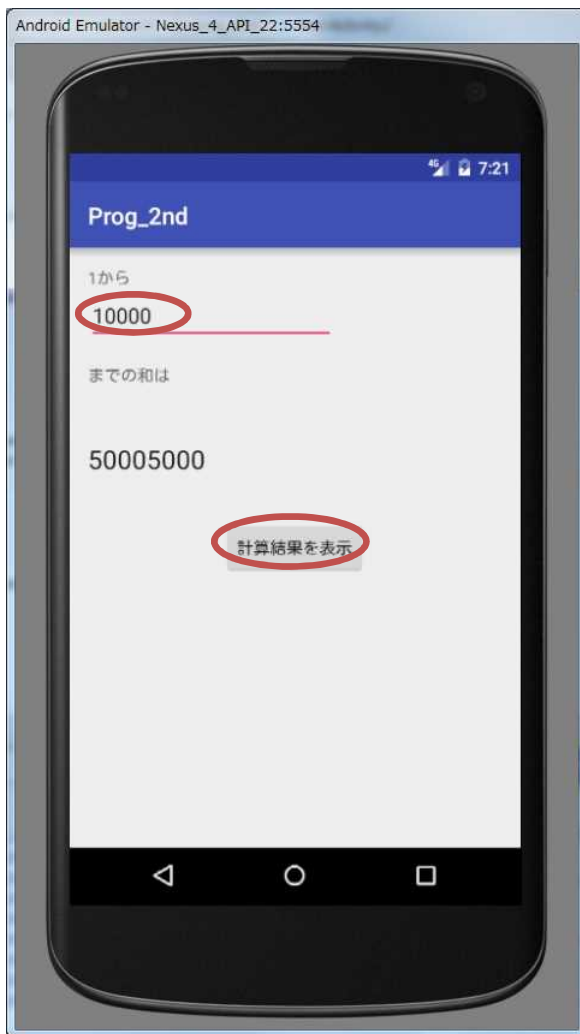 Android Emulator - Nexus_4_API_22:5554
4G 7:21
Prog_2nd
1から
10000
までの和は
50005000
計算結果を表示